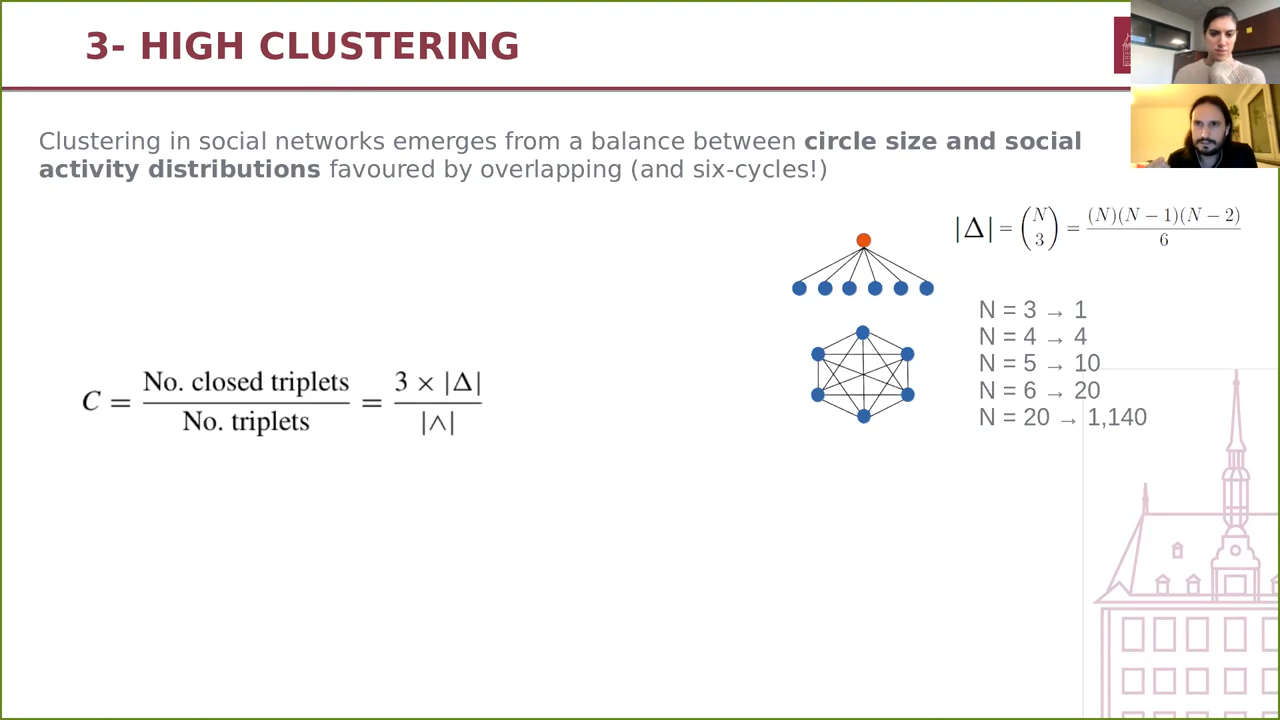 3- HIGH CLUSTERING
Clustering in social networks emerges from a balance between circle size and social
activity distributions favoured by overlapping (and six-cycles!)
|Δ| = (N 3) = (N)(N − 1)(N − 2) / 6
N = 3 → 1
N = 4 → 4
N = 5 → 10
N = 6 → 20
N = 20 → 1,140
C = No. closed triplets / No. triplets = 3 × |Δ| / |∧|